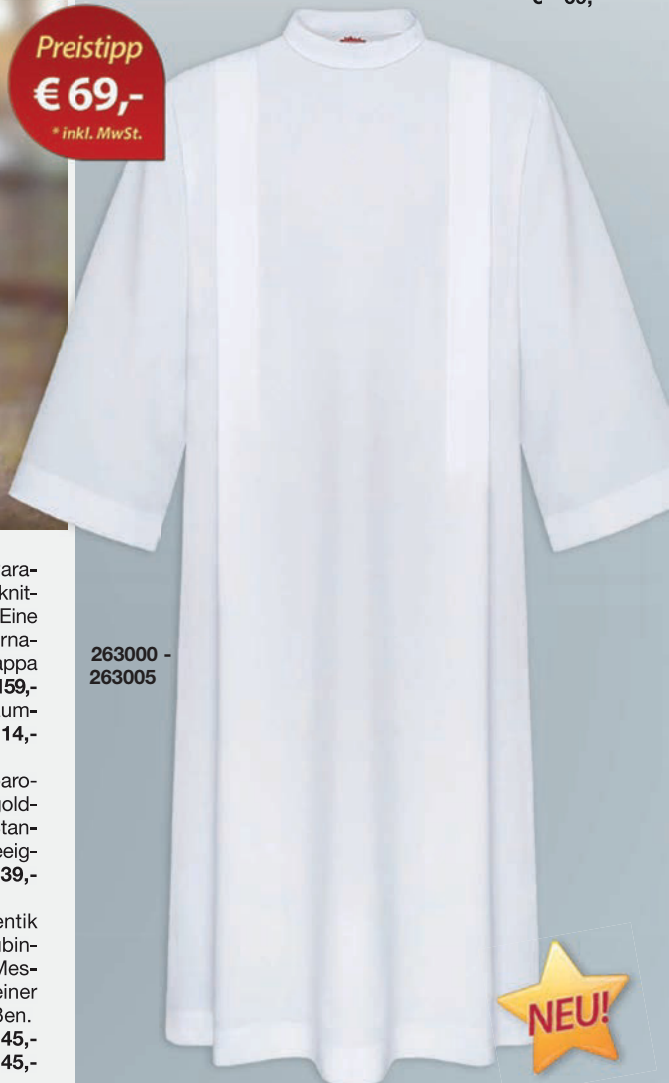 Preistipp
€ 69,-
* inkl. MwSt.
263000 -
263005
ara-
knit-
Eine
rna-
appa
159,-
um-
14,-
aro-
gold-
tan-
eeig-
39,-
entik
bin-
Mes-
einer
ßen.
45,-
45,-
NEU!